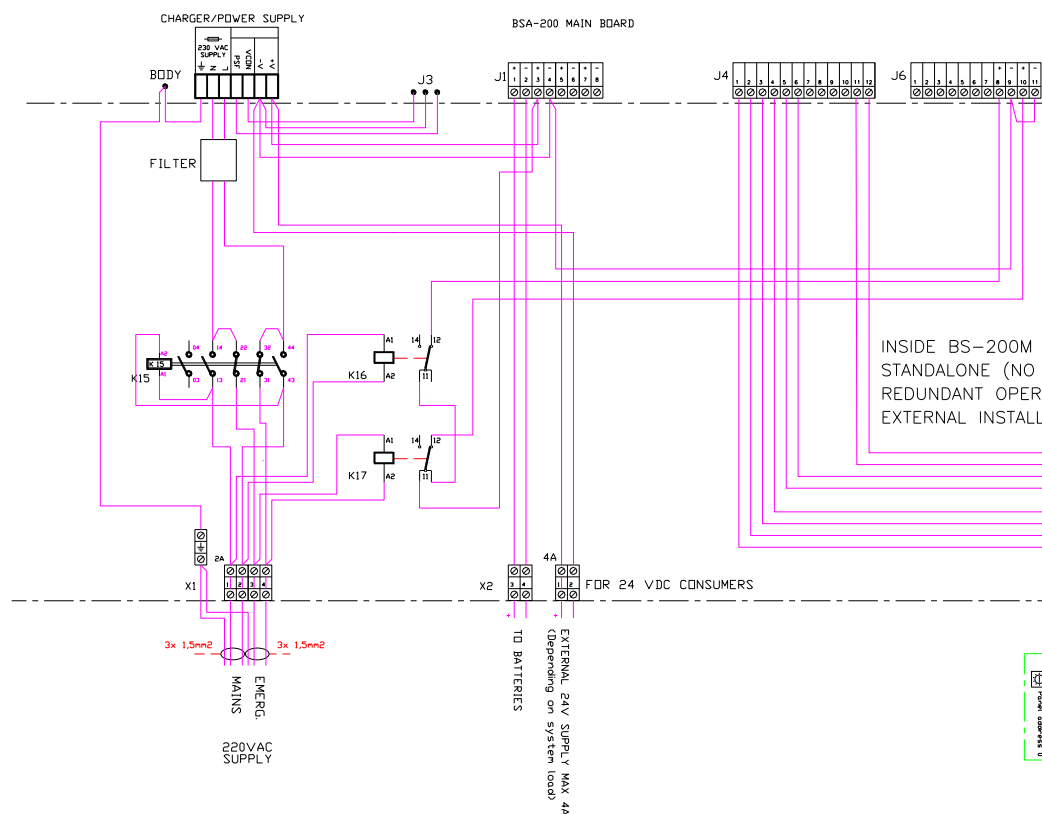 CHARGER/POWER SUPPLY
BSA-200 MAIN BOARD
230 VAC
SUPPLY
N
L
PSF
VCON
-V
+V
BODY
J3
J1
+ - + - + - + -
1 2 3 4 5 6 7 8
J4
1 2 3 4 5 6 7 8 9 10 11 12
J6
+ - + -
1 2 3 4 5 6 7 8 9 10 11
FILTER
04 14 22 32 44
A2
K15
A1
K15
03 13 21 31 43
A1
14 12
K16
A2
11
A1
14 12
K17
A2
11
INSIDE BS-200M
STANDALONE (NO
REDUNDANT OPER
EXTERNAL INSTALL
2A
X1
1 2 3 4
X2
3 4
4A
1 2
FOR 24 VDC CONSUMERS
+
+
3x 1,5mm2
3x 1,5mm2
MAINS
EMERG.
220VAC
SUPPLY
TO BATTERIES
EXTERNAL 24V SUPPLY MAX 4A
(Depending on system load)
Panel address